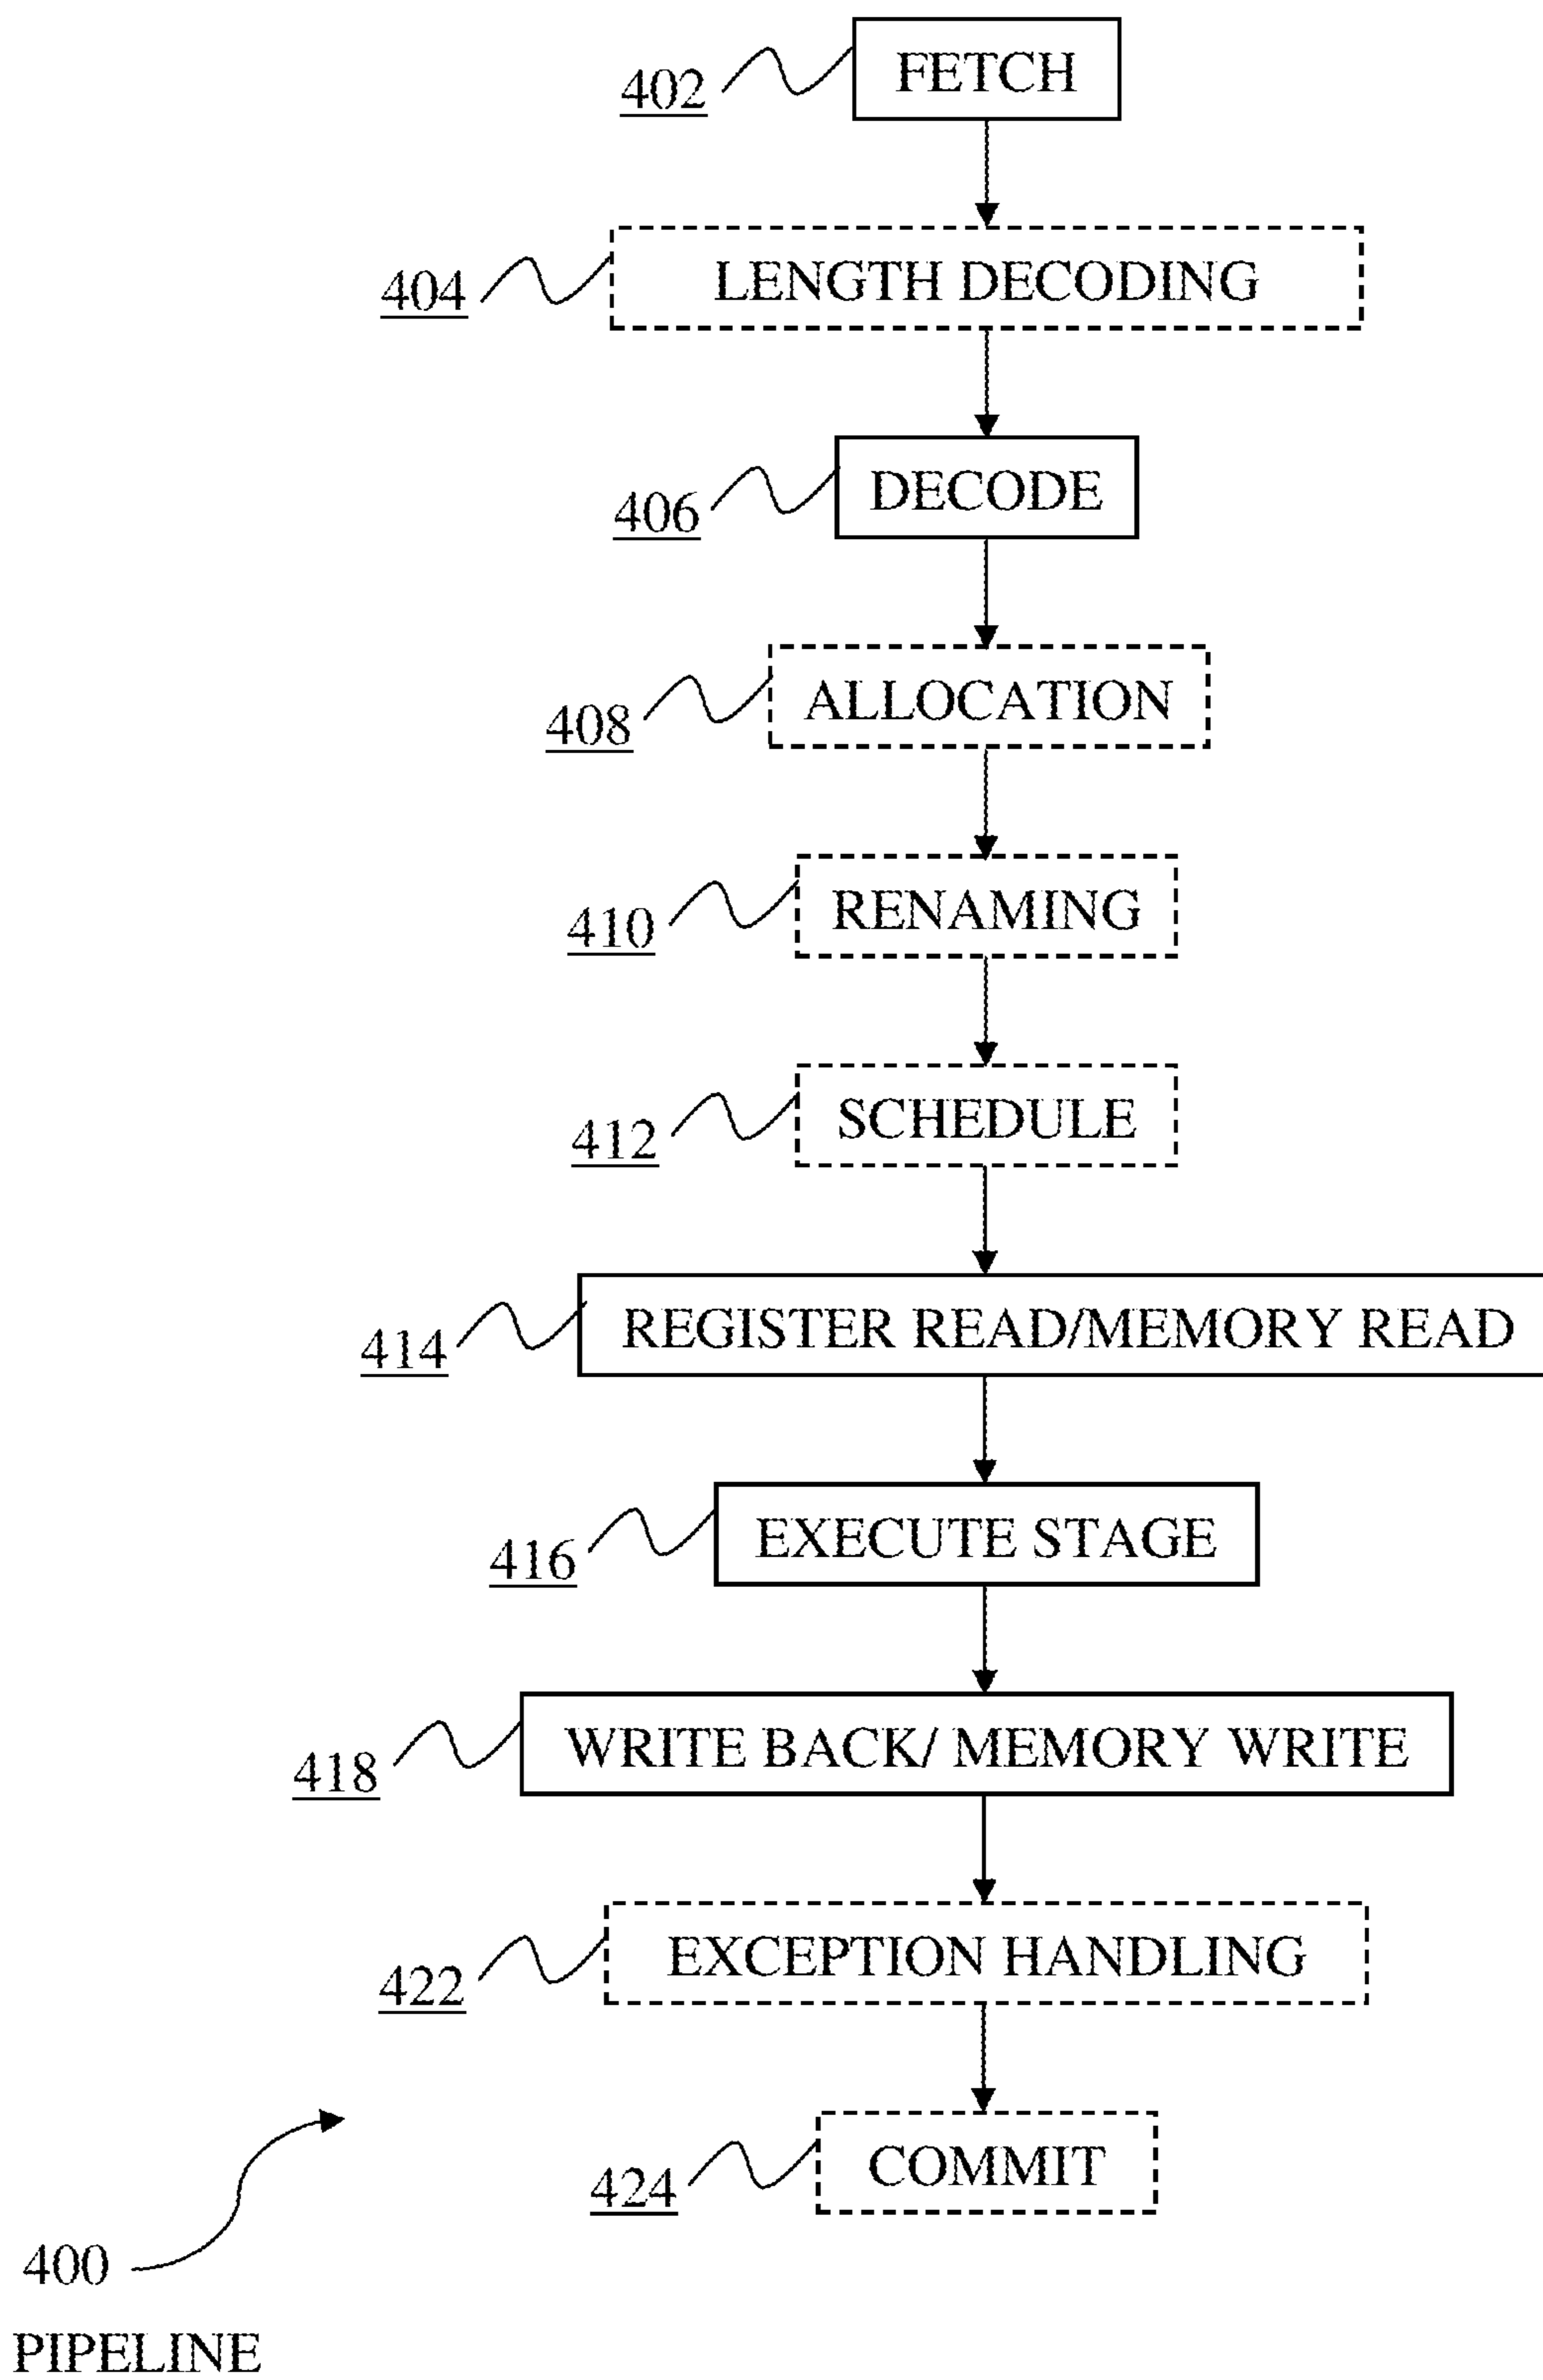 402 FETCH
404 LENGTH DECODING
406 DECODE
408 ALLOCATION
410 RENAMING
412 SCHEDULE
414 REGISTER READ/MEMORY READ
416 EXECUTE STAGE
418 WRITE BACK/ MEMORY WRITE
422 EXCEPTION HANDLING
424 COMMIT
400
PIPELINE